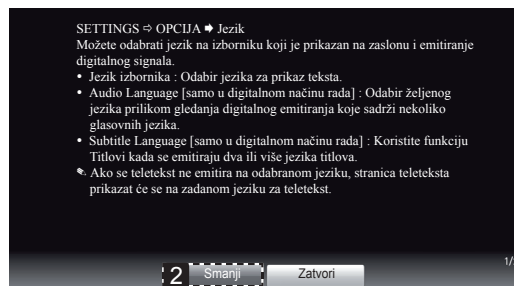 SETTINGS ⇨ OPCIJA ➧ Jezik
Možete odabrati jezik na izborniku koji je prikazan na zaslonu i emitiranje
digitalnog signala.
• Jezik izbornika : Odabir jezika za prikaz teksta.
• Audio Language [samo u digitalnom načinu rada] : Odabir željenog
jezika prilikom gledanja digitalnog emitiranja koje sadrži nekoliko
glasovnih jezika.
• Subtitle Language [samo u digitalnom načinu rada] : Koristite funkciju
Titlovi kada se emitiraju dva ili više jezika titlova.
✎ Ako se teletekst ne emitira na odabranom jeziku, stranica teleteksta
prikazat će se na zadanom jeziku za teletekst.
1/
2 Smanji Zatvori